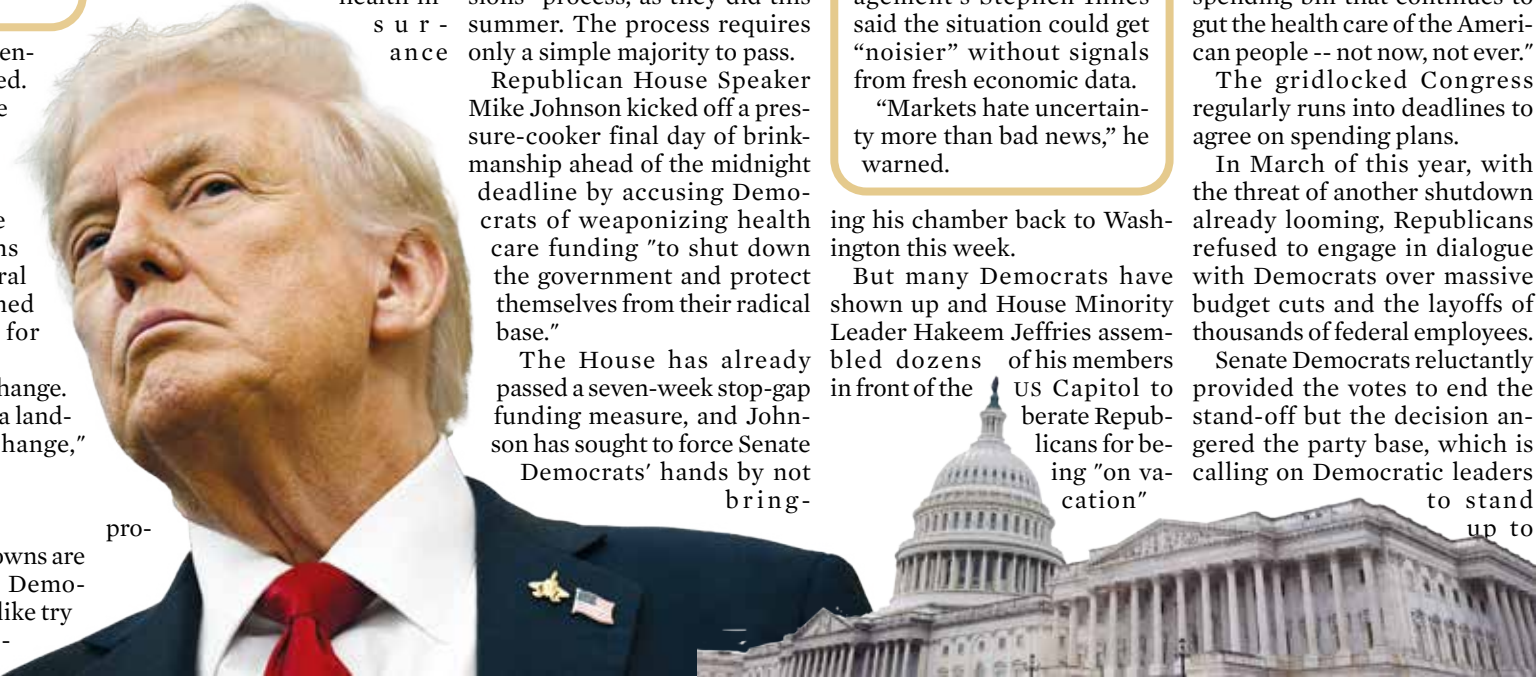 en-
ed.
e
e
ns
ral
ned
for
hange.
a land-
hange,"
pro-
owns are
Demo-
like try
-
health in-
sur-
ance
sions" process, as they did this
summer. The process requires
only a simple majority to pass.
Republican House Speaker
Mike Johnson kicked off a pres-
sure-cooker final day of brink-
manship ahead of the midnight
deadline by accusing Demo-
crats of weaponizing health
care funding "to shut down
the government and protect
themselves from their radical
base."
The House has already
passed a seven-week stop-gap
funding measure, and John-
son has sought to force Senate
Democrats' hands by not
bring-
agement's Stephen Innes
said the situation could get
“noisier” without signals
from fresh economic data.
“Markets hate uncertain-
ty more than bad news,” he
warned.
ing his chamber back to Wash-
ington this week.
But many Democrats have
shown up and House Minority
Leader Hakeem Jeffries assem-
bled dozens of his members
in front of the US Capitol to
berate Repub-
licans for be-
ing "on va-
cation"
spending bill that continues to
gut the health care of the Ameri-
can people -- not now, not ever."
The gridlocked Congress
regularly runs into deadlines to
agree on spending plans.
In March of this year, with
the threat of another shutdown
already looming, Republicans
refused to engage in dialogue
with Democrats over massive
budget cuts and the layoffs of
thousands of federal employees.
Senate Democrats reluctantly
provided the votes to end the
stand-off but the decision an-
gered the party base, which is
calling on Democratic leaders
to stand
up to